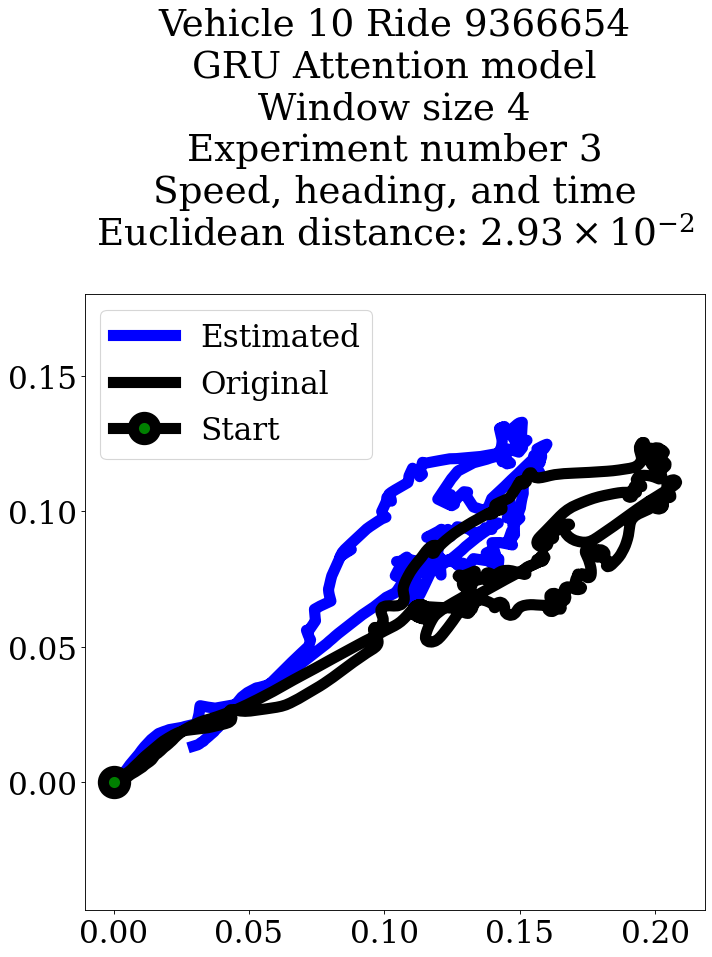 Vehicle 10 Ride 9366654
GRU Attention model
Window size 4
Experiment number 3
Speed, heading, and time
Euclidean distance: 2.93 × 10⁻²
Estimated
Original
Start
0.15
0.10
0.05
0.00
0.00 0.05 0.10 0.15 0.20